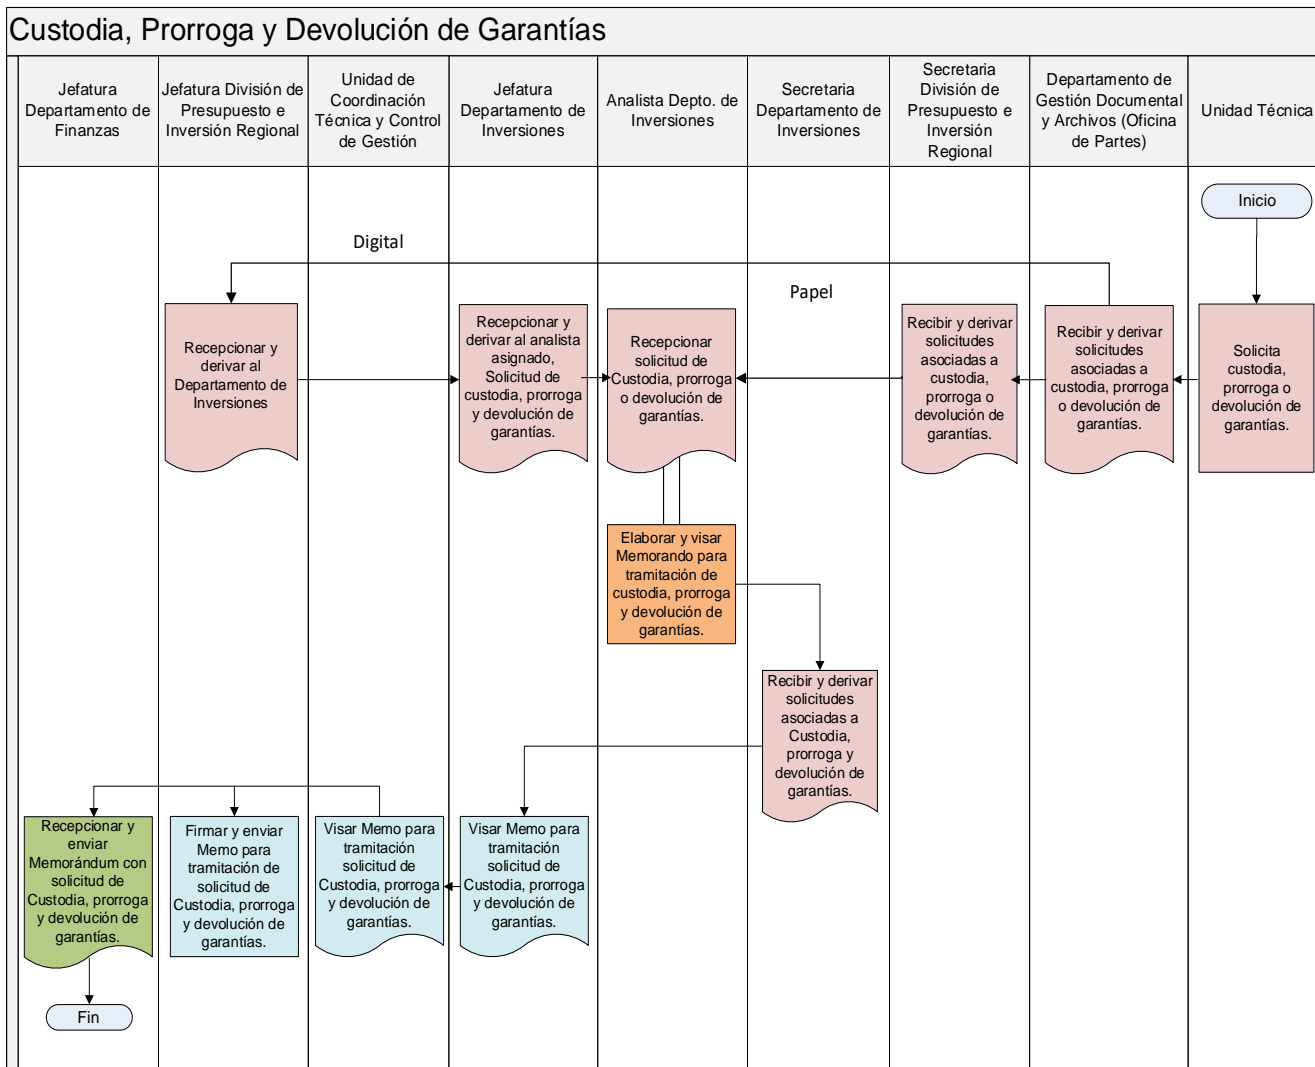 Custodia, Prorroga y Devolución de Garantías
Jefatura
Departamento de
Finanzas
Jefatura División de
Presupuesto e
Inversión Regional
Unidad de
Coordinación
Técnica y Control
de Gestión
Jefatura
Departamento de
Inversiones
Analista Depto. de
Inversiones
Secretaria
Departamento de
Inversiones
Secretaria
División de
Presupuesto e
Inversión
Regional
Departamento de
Gestión Documental
y Archivos (Oficina
de Partes)
Unidad Técnica
Inicio
Digital
Papel
Recepcionar y
derivar al
Departamento de
Inversiones
Recepcionar y
derivar al analista
asignado,
Solicitud de
custodia, prorroga
y devolución de
garantías.
Recepcionar
solicitud de
Custodia, prorroga
o devolución de
garantías.
Recibir y derivar
solicitudes
asociadas a
custodia,
prorroga o
devolución de
garantías.
Recibir y derivar
solicitudes
asociadas a
custodia, prorroga
o devolución de
garantías.
Solicita
custodia,
prorroga o
devolución de
garantías.
Elaborar y visar
Memorando para
tramitación de
custodia, prorroga
y devolución de
garantías.
Recibir y derivar
solicitudes
asociadas a
Custodia,
prorroga y
devolución de
garantías.
Recepcionar y
enviar
Memorándum con
solicitud de
Custodia, prorroga
y devolución de
garantías.
Firmar y enviar
Memo para
tramitación de
solicitud de
Custodia, prorroga
y devolución de
garantías.
Visar Memo para
tramitación
solicitud de
Custodia, prorroga
y devolución de
garantías.
Visar Memo para
tramitación
solicitud de
Custodia, prorroga
y devolución de
garantías.
Fin